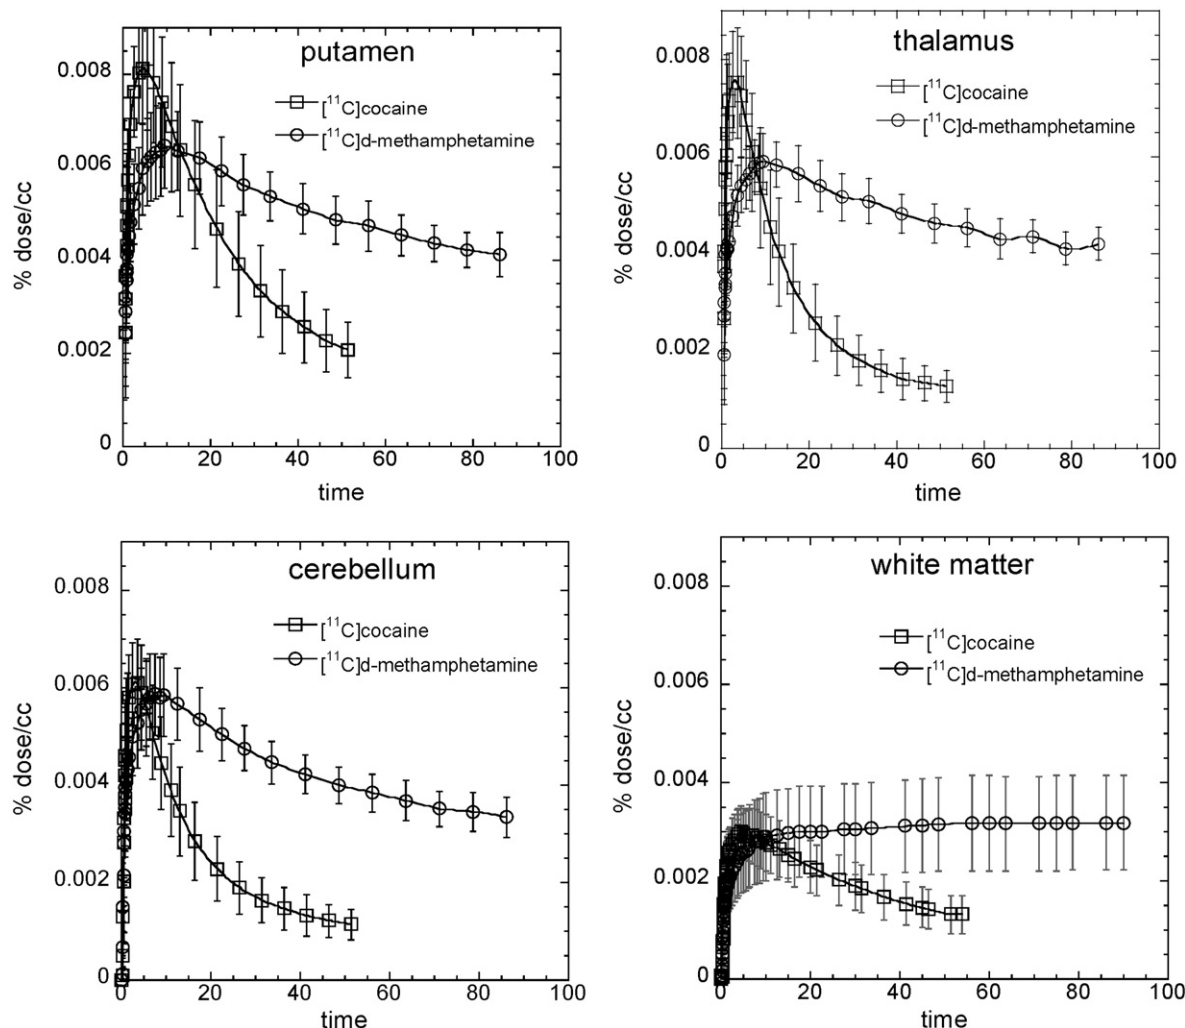 putamen
[¹¹C]cocaine
[¹¹C]d-methamphetamine
0.008
0.006
0.004
0.002
0
% dose/cc
0 20 40 60 80 100
time
thalamus
[¹¹C]cocaine
[¹¹C]d-methamphetamine
0.008
0.006
0.004
0.002
0
% dose/cc
0 20 40 60 80 100
time
cerebellum
[¹¹C]cocaine
[¹¹C]d-methamphetamine
0.008
0.006
0.004
0.002
0
% dose/cc
0 20 40 60 80 100
time
white matter
[¹¹C]cocaine
[¹¹C]d-methamphetamine
0.008
0.006
0.004
0.002
0
% dose/cc
0 20 40 60 80 100
time